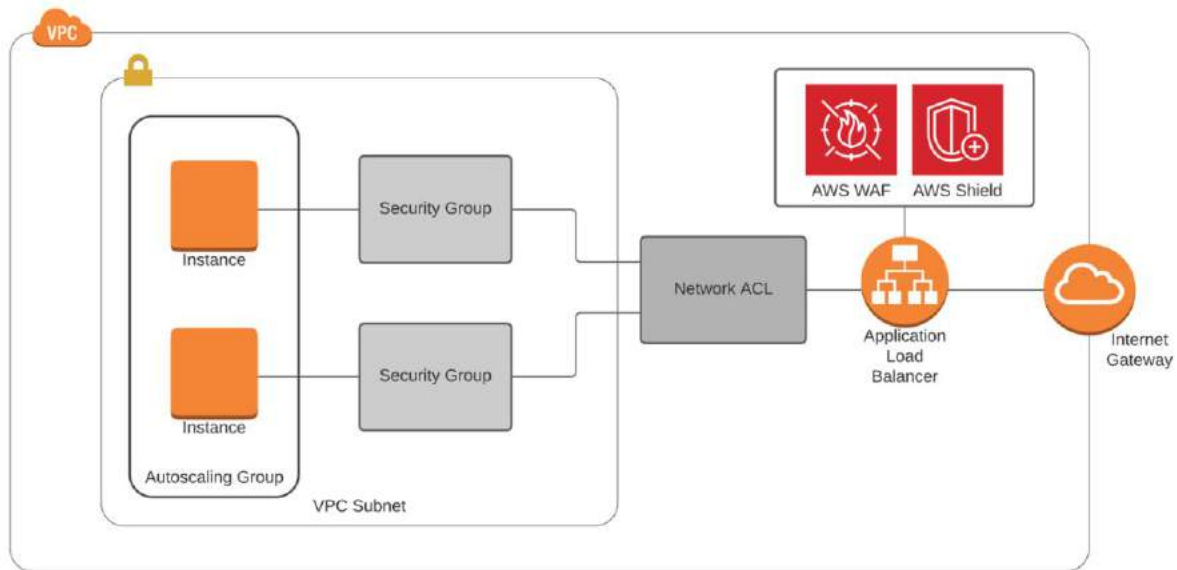 VPC
AWS WAF
AWS Shield
Security Group
Instance
Network ACL
Application
Load
Balancer
Internet
Gateway
Security Group
Instance
Autoscaling Group
VPC Subnet